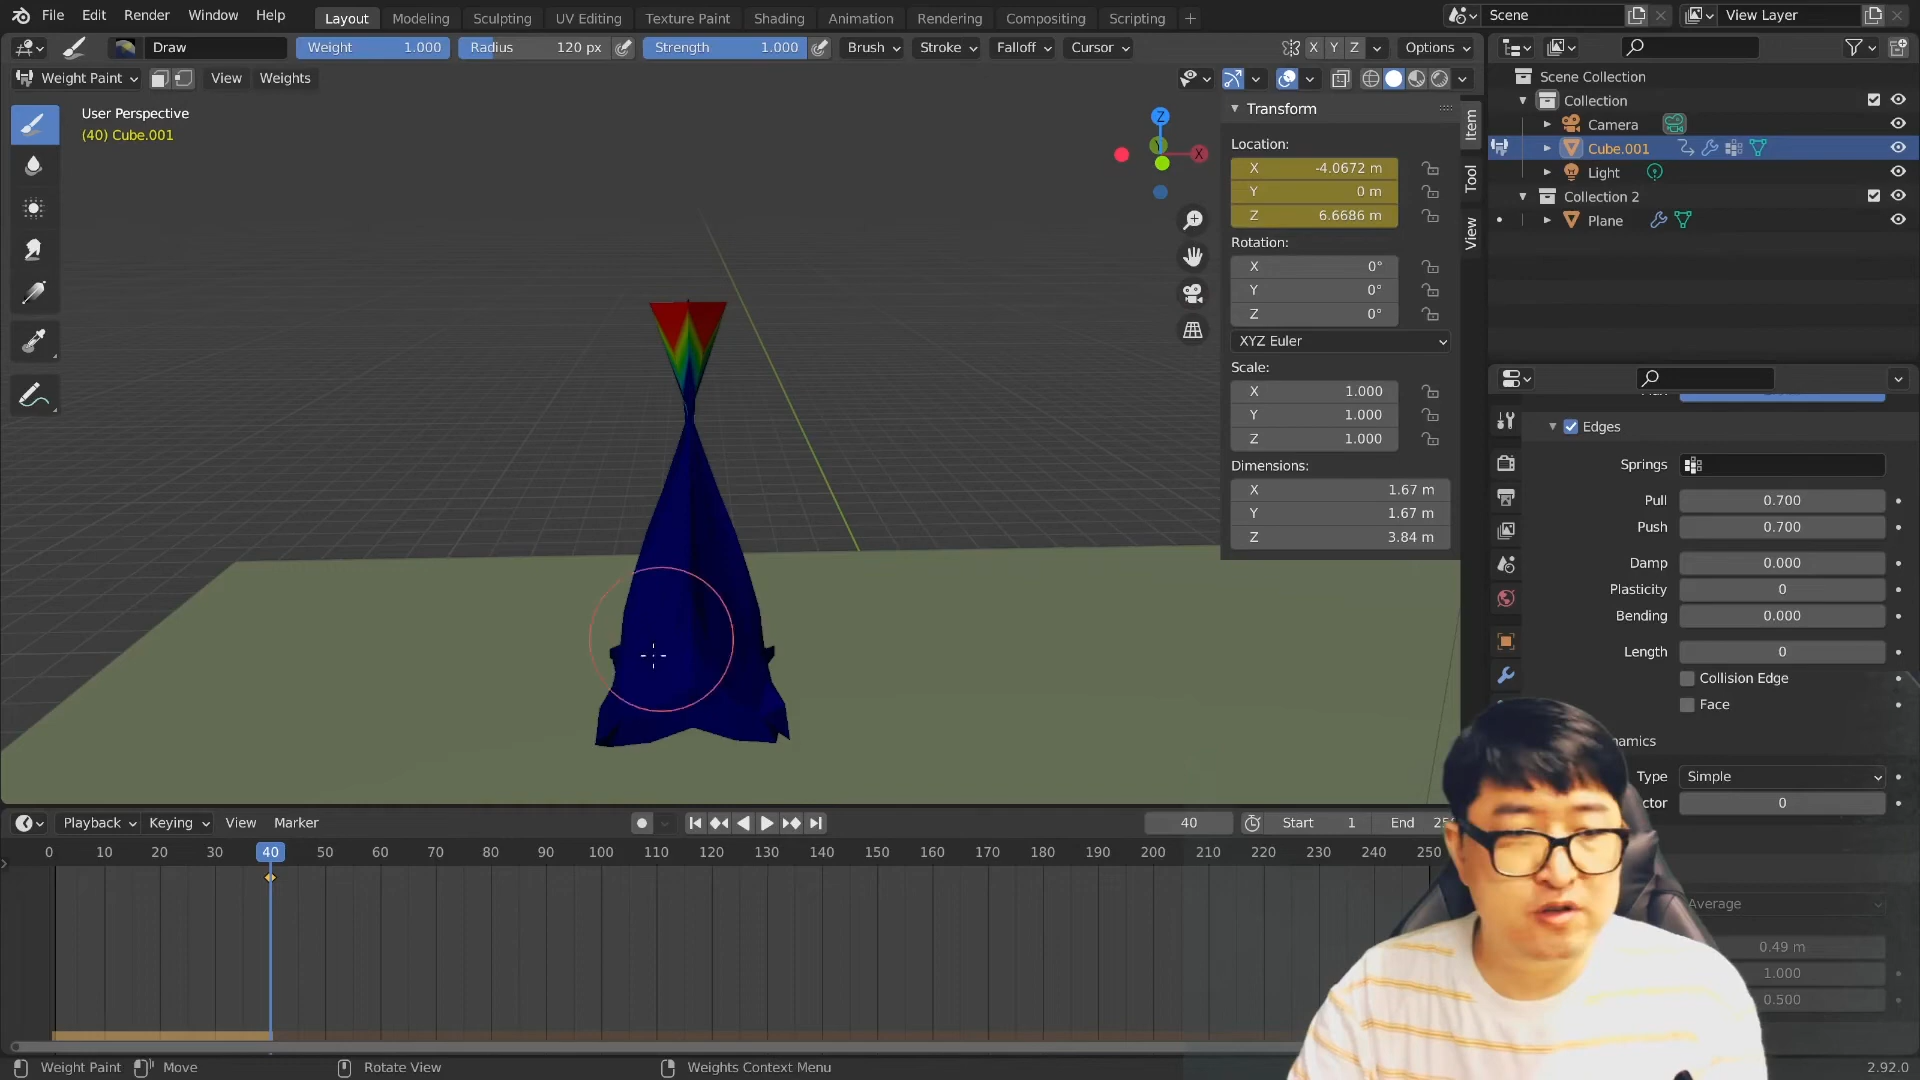 File Edit Render Window Help Layout Modeling Sculpting UV Editing Texture Paint Shading Animation Rendering Compositing Scripting + Scene View Layer
Draw Weight 1.000 Radius 120 px Strength 1.000 Brush Stroke Falloff Cursor X Y Z Options
Weight Paint View Weights
User Perspective
(40) Cube.001
Z
X
Transform
Location:
X -4.0672 m
Y 0 m
Z 6.6686 m
Rotation:
X 0°
Y 0°
Z 0°
XYZ Euler
Scale:
X 1.000
Y 1.000
Z 1.000
Dimensions:
X 1.67 m
Y 1.67 m
Z 3.84 m
Item
Tool
View
Scene Collection
Collection
Camera
Cube.001
Light
Collection 2
Plane
Edges
Springs
Pull 0.700
Push 0.700
Damp 0.000
Plasticity 0
Bending 0.000
Length 0
Collision Edge
Face
namics
Type Simple
ctor 0
Average
0.49 m
1.000
0.500
Playback Keying View Marker 40 Start 1 End 25
0 10 20 30 40 50 60 70 80 90 100 110 120 130 140 150 160 170 180 190 200 210 220 230 240 250
Weight Paint Move Rotate View Weights Context Menu 2.92.0